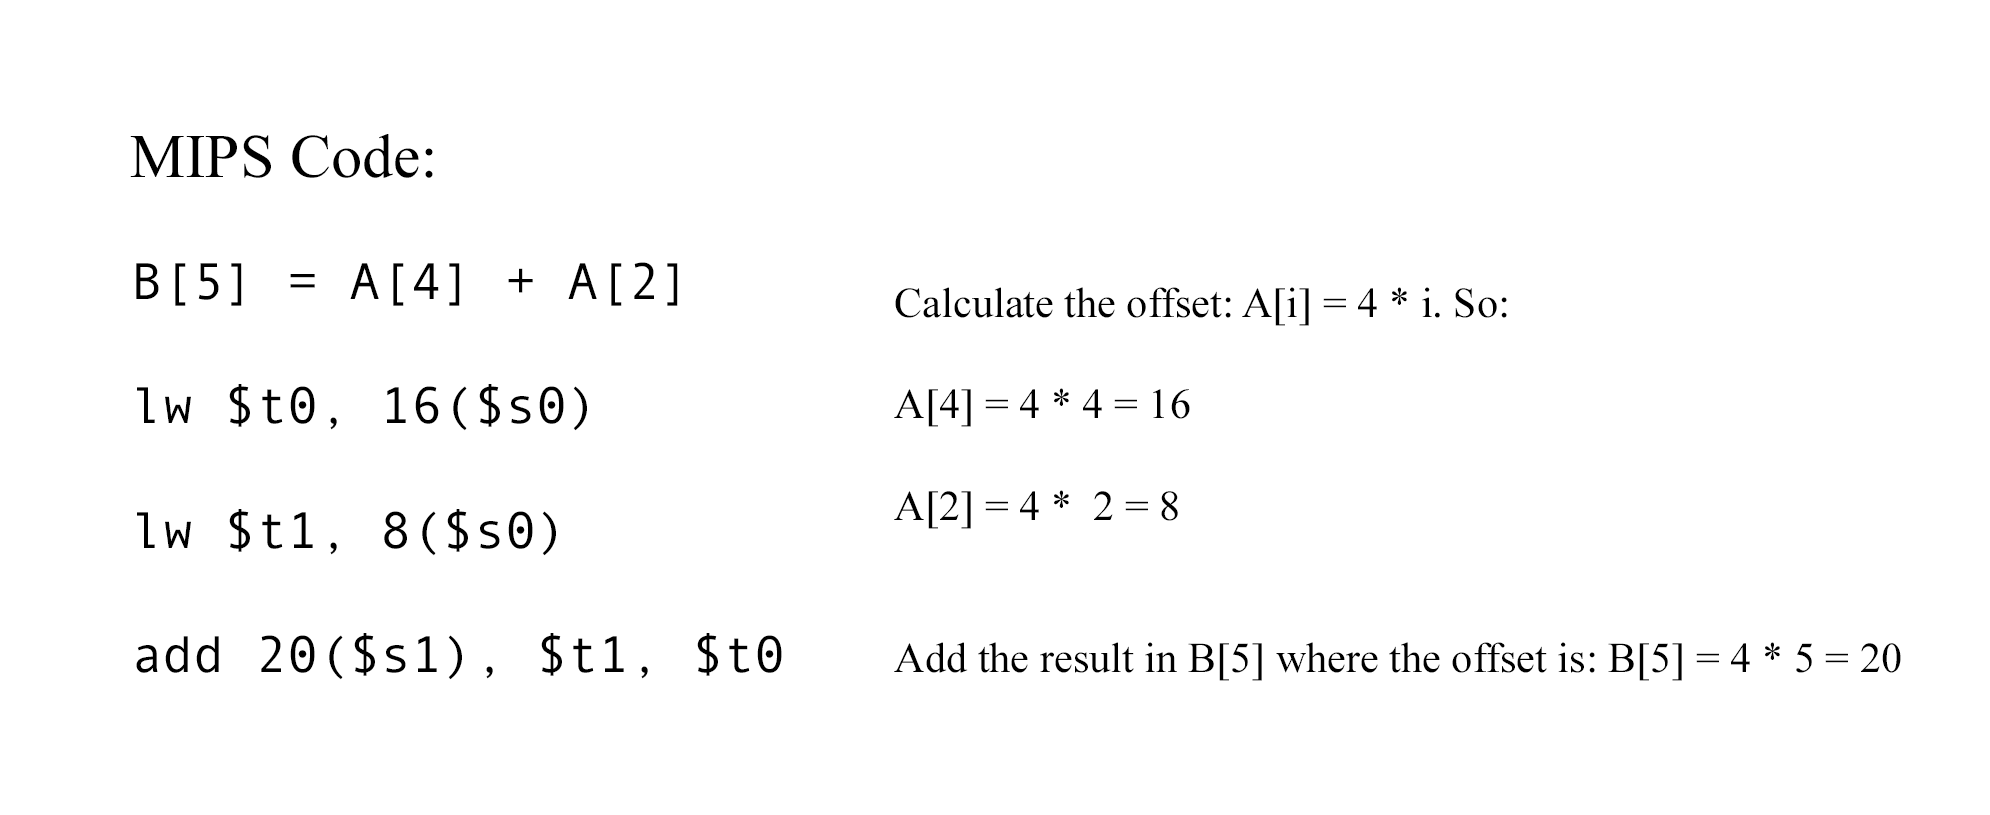 MIPS Code:
B[5] = A[4] + A[2]
Calculate the offset: A[i] = 4 * i. So:
lw $t0, 16($s0)
A[4] = 4 * 4 = 16
lw $t1, 8($s0)
A[2] = 4 *  2 = 8
add 20($s1), $t1, $t0
Add the result in B[5] where the offset is: B[5] = 4 * 5 = 20